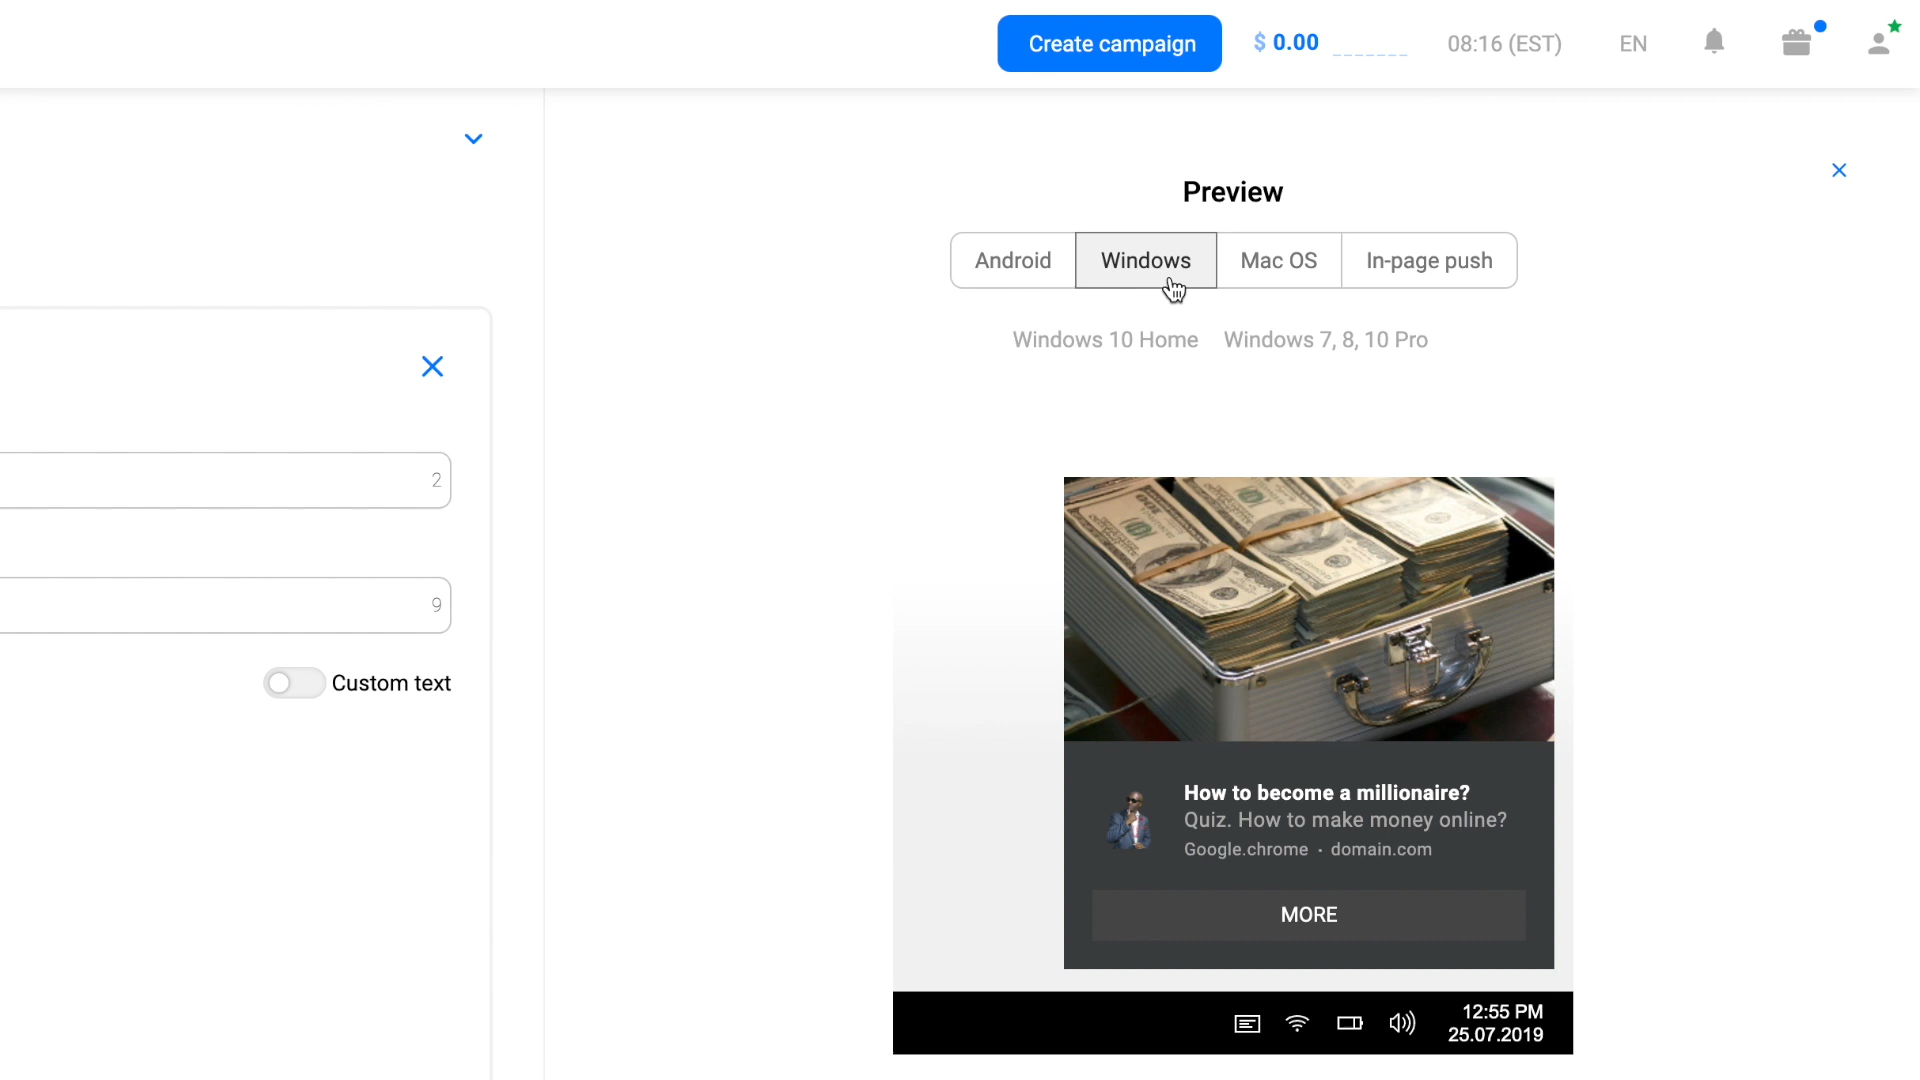 Create campaign
$ 0.00
08:16 (EST)
EN
Preview
Android
Windows
Mac OS
In-page push
Windows 10 Home
Windows 7, 8, 10 Pro
2
9
Custom text
100
How to become a millionaire?
Quiz. How to make money online?
Google.chrome · domain.com
MORE
12:55 PM
25.07.2019